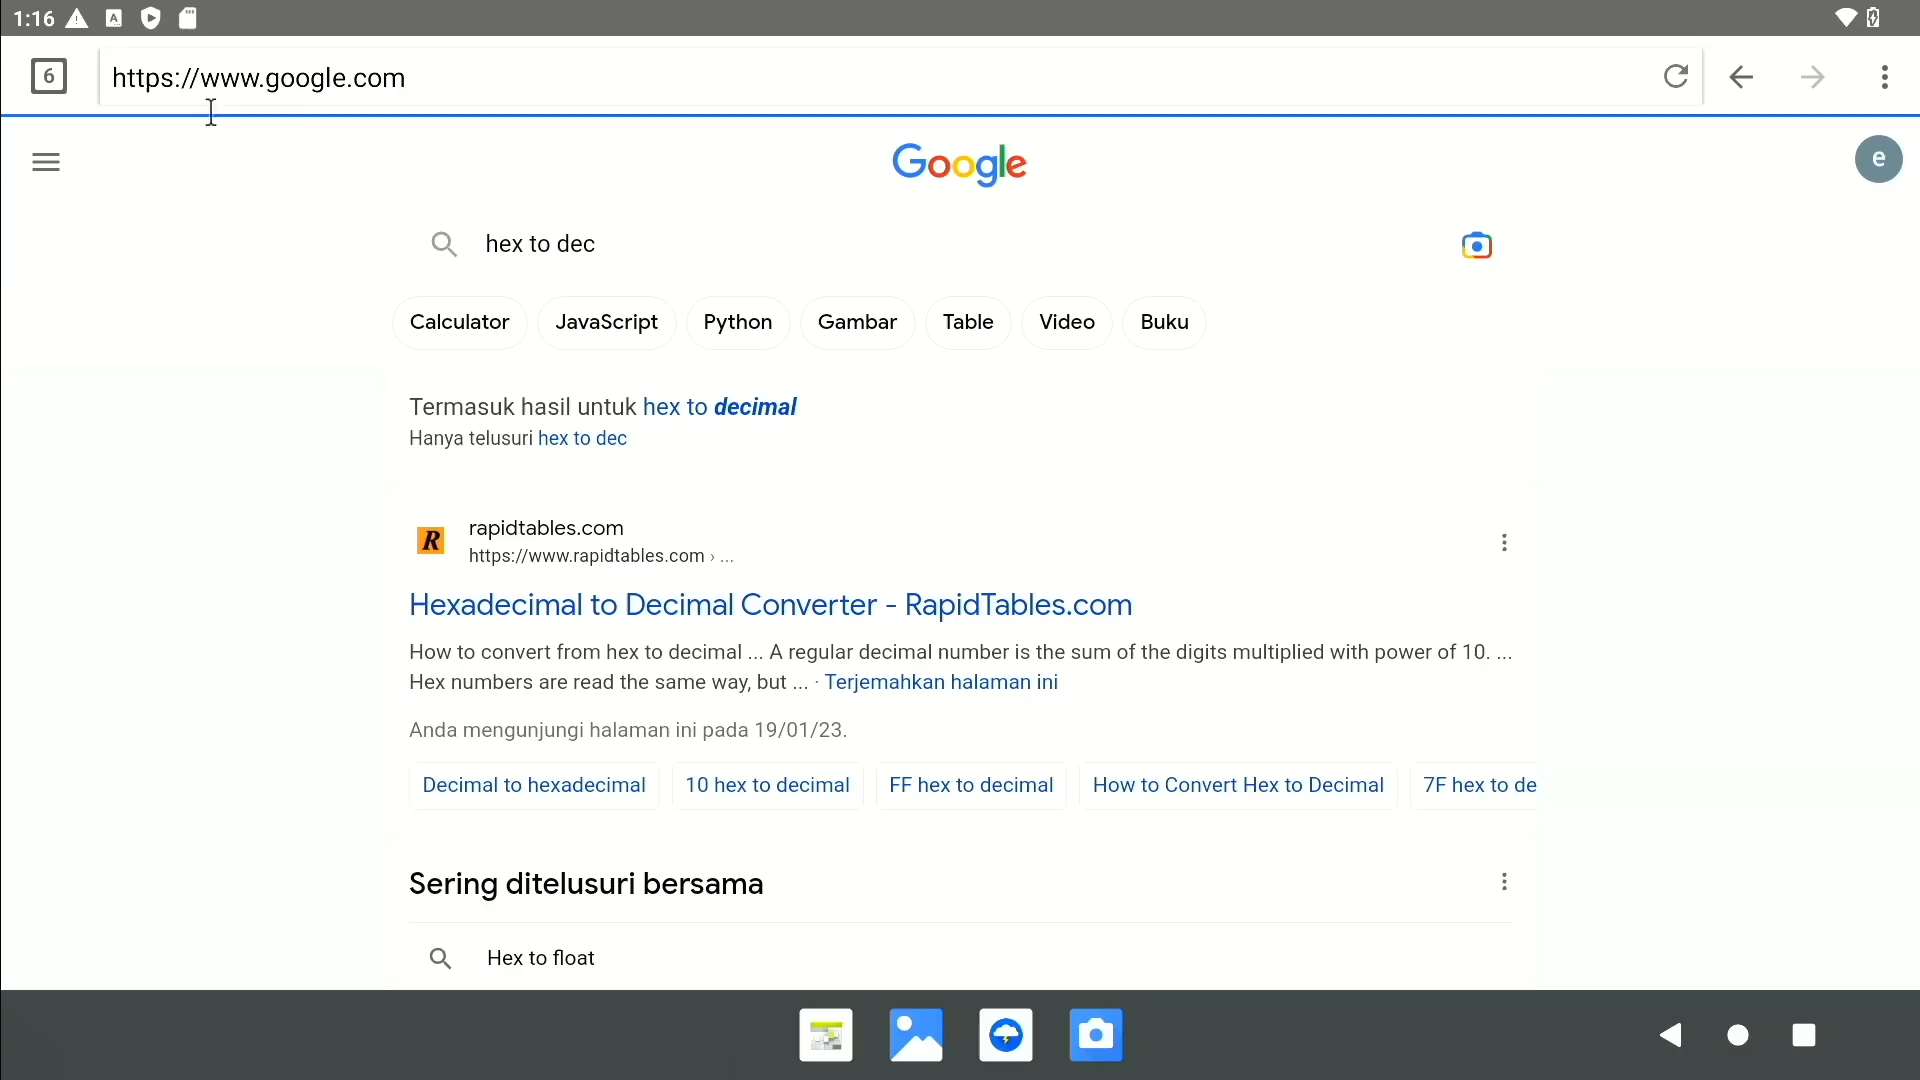 1:16
6
https://www.google.com
Google
e
hex to dec
Calculator
JavaScript
Python
Gambar
Table
Video
Buku
Termasuk hasil untuk hex to decimal
Hanya telusuri hex to dec
R
rapidtables.com
https://www.rapidtables.com › ...
Hexadecimal to Decimal Converter - RapidTables.com
How to convert from hex to decimal ... A regular decimal number is the sum of the digits multiplied with power of 10. ...
Hex numbers are read the same way, but ... · Terjemahkan halaman ini
Anda mengunjungi halaman ini pada 19/01/23.
Decimal to hexadecimal
10 hex to decimal
FF hex to decimal
How to Convert Hex to Decimal
7F hex to de
Sering ditelusuri bersama
Hex to float